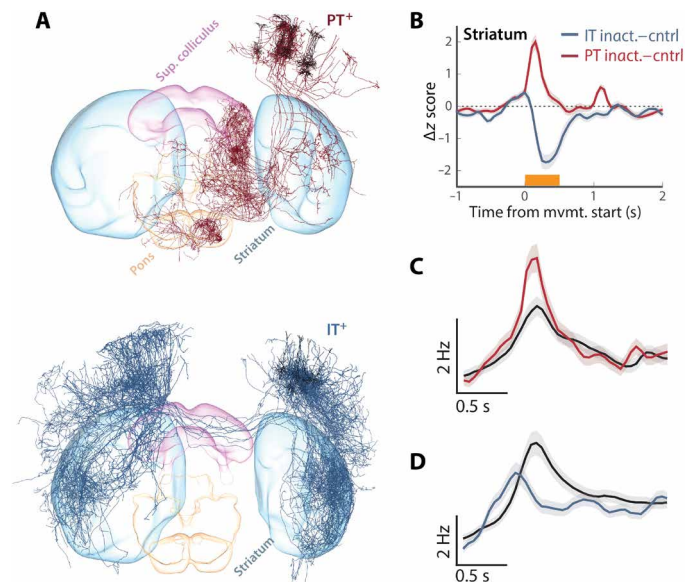 A
PT+
Sup. colliculus
Pons
Striatum
IT+
Striatum
B
Striatum
IT inact.–cntrl
PT inact.–cntrl
Δz score
2
1
0
−1
−2
-1
0
1
2
Time from mvmt. start (s)
C
2 Hz
0.5 s
D
2 Hz
0.5 s